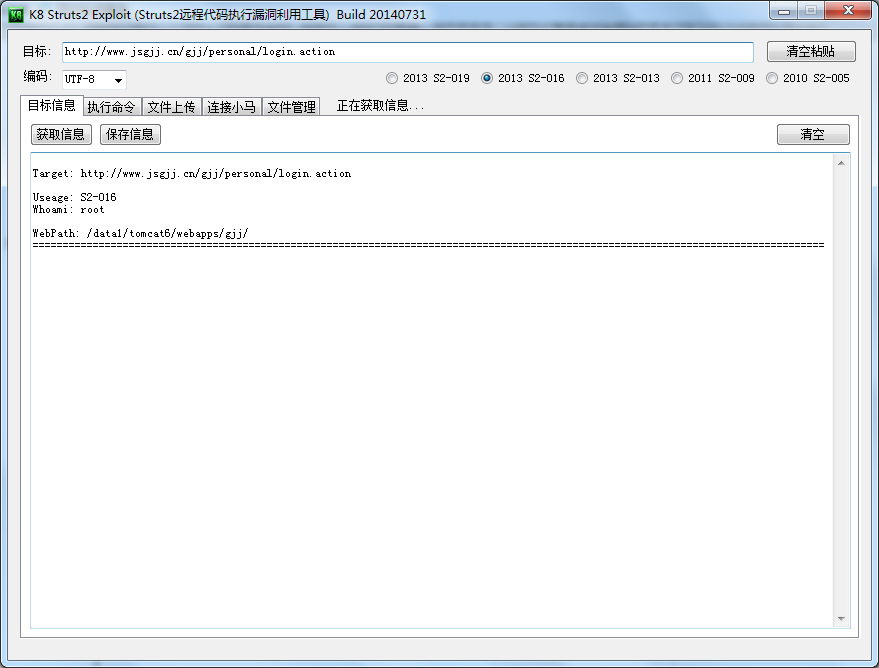 K8 Struts2 Exploit (Struts2远程代码执行漏洞利用工具) Build 20140731
目标: http://www.jsgjj.cn/gjj/personal/login.action 清空粘贴
编码: UTF-8 2013 S2-019 2013 S2-016 2013 S2-013 2011 S2-009 2010 S2-005
目标信息 执行命令 文件上传 连接小马 文件管理 正在获取信息...
获取信息 保存信息 清空
Target: http://www.jsgjj.cn/gjj/personal/login.action
Useage: S2-016
Whoami: root
WebPath: /data1/tomcat6/webapps/gjj/
====================================================================================================================================